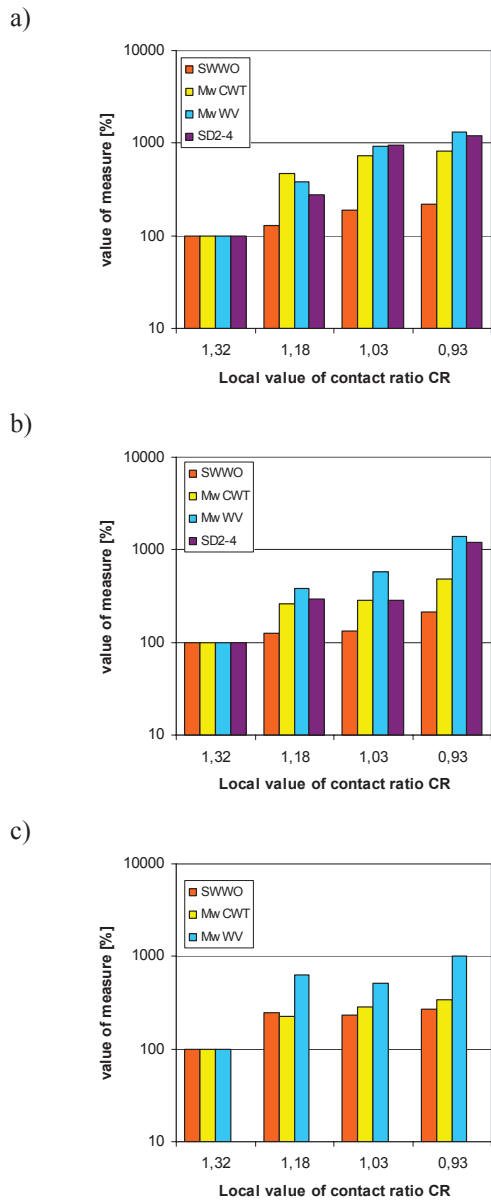 a)
10000
1000
100
10
value of measure [%]
SWWO
Mw CWT
Mw WV
SD2-4
1,32 1,18 1,03 0,93
Local value of contact ratio CR
b)
10000
1000
100
10
value of measure [%]
SWWO
Mw CWT
Mw WV
SD2-4
1,32 1,18 1,03 0,93
Local value of contact ratio CR
c)
10000
1000
100
10
value of measure [%]
SWWO
Mw CWT
Mw WV
1,32 1,18 1,03 0,93
Local value of contact ratio CR